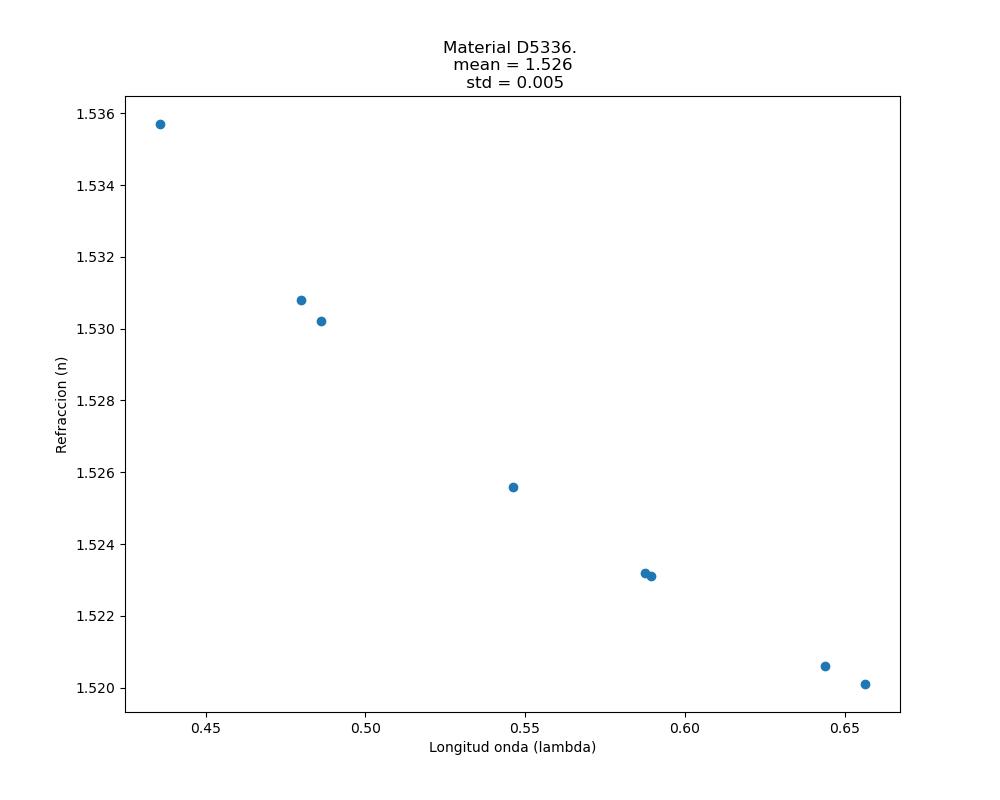 Material D5336.
mean = 1.526
std = 0.005
1.536
1.534
1.532
1.530
1.528
1.526
1.524
1.522
1.520
Refraccion (n)
0.45 0.50 0.55 0.60 0.65
Longitud onda (lambda)